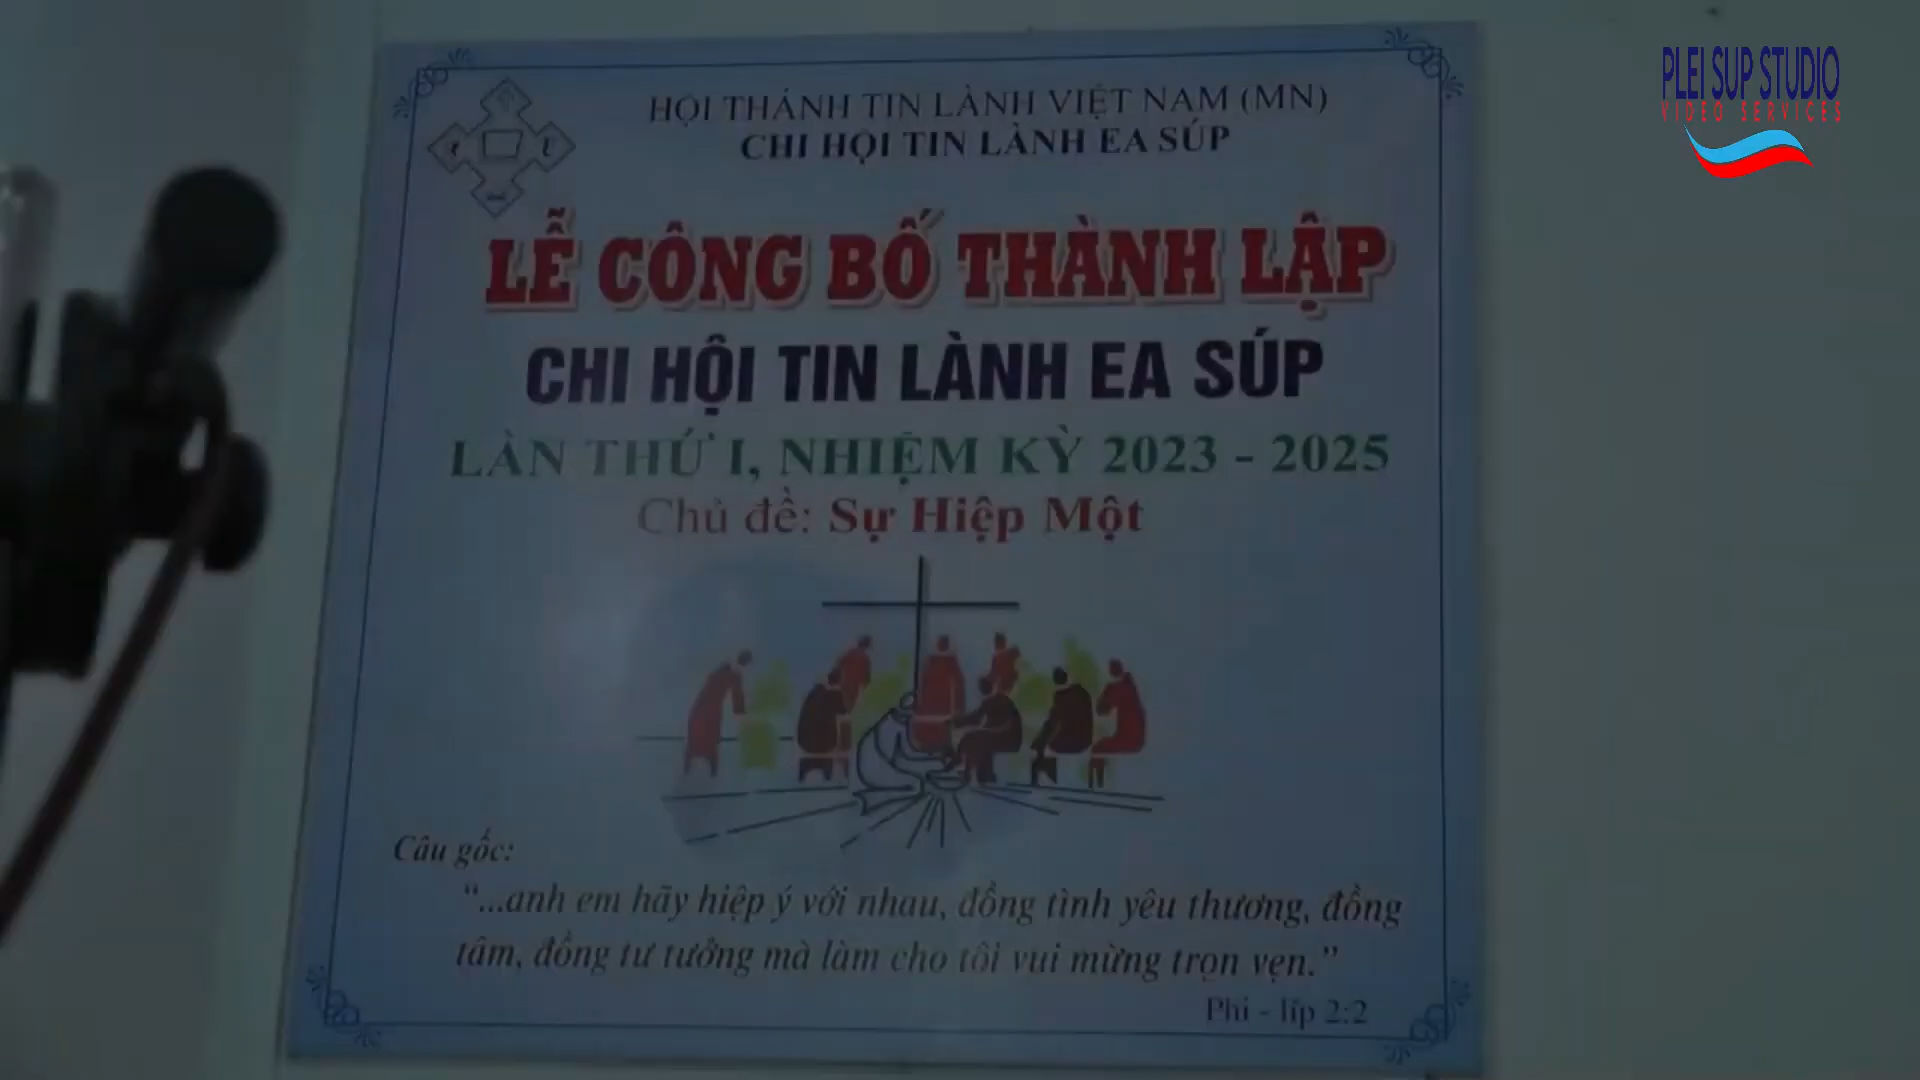 HỘI THÁNH TIN LÀNH VIỆT NAM (MN)
CHI HỘI TIN LÀNH EA SÚP
LỄ CÔNG BỐ THÀNH LẬP
CHI HỘI TIN LÀNH EA SÚP
LẦN THỨ I, NHIỆM KỲ 2023 - 2025
Chủ đề: Sự Hiệp Một
Câu gốc:
“...anh em hãy hiệp ý với nhau, đồng tình yêu thương, đồng
tâm, đồng tư tưởng mà làm cho tôi vui mừng trọn vẹn.”
Phi - líp 2:2
PLEI SUP STUDIO
VIDEO SERVICES